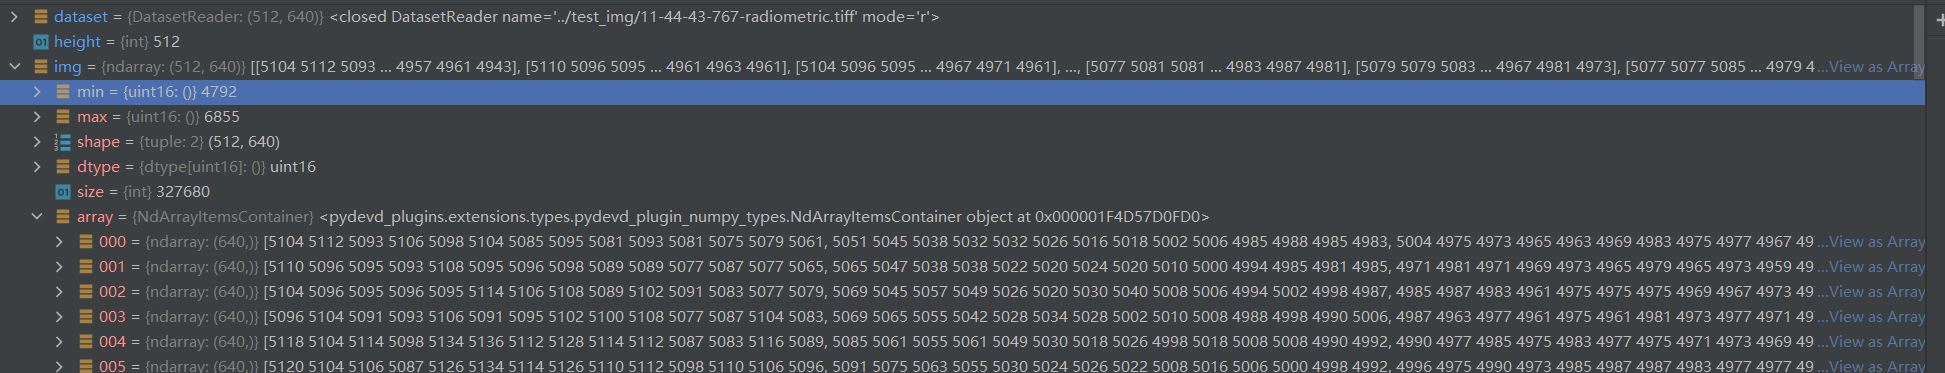 dataset = {DatasetReader: (512, 640)} <closed DatasetReader name='../test_img/11-44-43-767-radiometric.tiff' mode='r'>
01 height = {int} 512
img = {ndarray: (512, 640)} [[5104 5112 5093 ... 4957 4961 4943], [5110 5096 5095 ... 4961 4963 4961], [5104 5096 5095 ... 4967 4971 4961], ..., [5077 5081 5081 ... 4983 4987 4981], [5079 5079 5083 ... 4967 4981 4973], [5077 5077 5085 ... 4979 4 ...View as Array
min = {uint16: ()} 4792
max = {uint16: ()} 6855
shape = {tuple: 2} (512, 640)
dtype = {dtype[uint16]: ()} uint16
01 size = {int} 327680
array = {NdArrayItemsContainer} <pydevd_plugins.extensions.types.pydevd_plugin_numpy_types.NdArrayItemsContainer object at 0x000001F4D57D0FD0>
000 = {ndarray: (640,)} [5104 5112 5093 5106 5098 5104 5085 5095 5081 5093 5081 5075 5079 5061, 5051 5045 5038 5032 5032 5026 5016 5018 5002 5006 4985 4988 4985 4983, 5004 4975 4973 4965 4963 4969 4983 4975 4977 4967 49 ...View as Array
001 = {ndarray: (640,)} [5110 5096 5095 5093 5108 5095 5096 5098 5089 5089 5077 5087 5077 5065, 5065 5047 5038 5038 5022 5020 5024 5020 5010 5000 4994 4985 4981 4985, 4971 4981 4971 4969 4973 4965 4979 4965 4973 4959 49 ...View as Array
002 = {ndarray: (640,)} [5104 5096 5095 5096 5095 5114 5106 5108 5089 5102 5091 5083 5077 5079, 5069 5045 5057 5049 5026 5020 5030 5040 5008 5006 4994 5002 4998 4987, 4985 4987 4983 4961 4975 4975 4975 4969 4967 4973 49 ...View as Array
003 = {ndarray: (640,)} [5096 5104 5091 5093 5106 5091 5095 5102 5100 5108 5077 5087 5104 5083, 5069 5065 5055 5042 5028 5034 5028 5002 5010 5008 4988 4998 4990 5006, 4987 4963 4977 4961 4975 4961 4981 4973 4977 4971 49 ...View as Array
004 = {ndarray: (640,)} [5118 5104 5114 5098 5134 5136 5112 5128 5114 5112 5087 5083 5116 5089, 5085 5061 5055 5061 5049 5030 5018 5026 4998 5018 5008 5008 4990 4992, 4990 4977 4985 4975 4983 4977 4975 4971 4973 4969 49 ...View as Array
005 = {ndarray: (640,)} [5120 5104 5106 5087 5126 5134 5114 5126 5110 5112 5098 5110 5106 5096, 5091 5075 5063 5055 5030 5024 5026 5022 5008 5016 5006 5000 4998 4992, 4996 4975 4990 4975 4987 4963 4983 4977 4977 49 ...View as Array